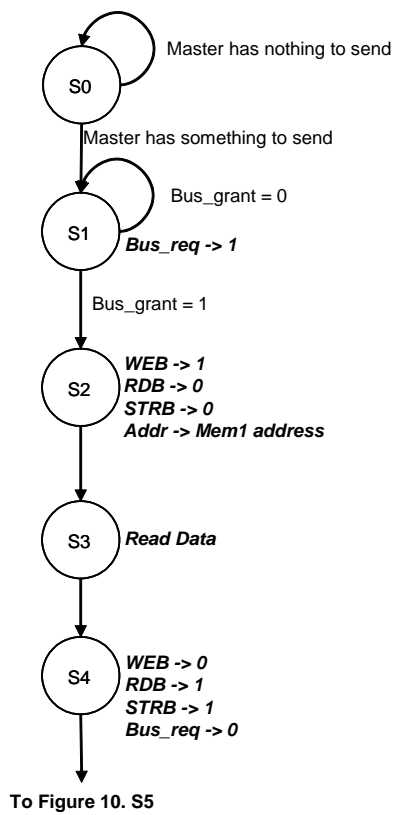 Master has nothing to send
S0
Master has something to send
Bus_grant = 0
S1
Bus_req -> 1
Bus_grant = 1
WEB -> 1
RDB -> 0
S2
STRB -> 0
Addr -> Mem1 address
S3
Read Data
WEB -> 0
S4
RDB -> 1
STRB -> 1
Bus_req -> 0
To Figure 10. S5